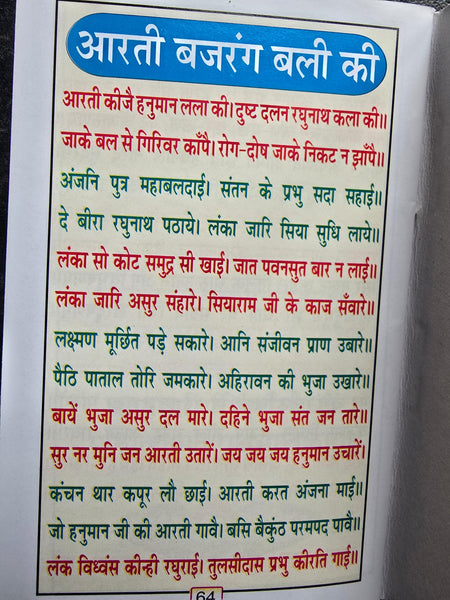 आरती बजरंग बली की
आरती कीजै हनुमान लला की। दुष्ट दलन रघुनाथ कला की॥
जाके बल से गिरिवर काँपै। रोग-दोष जाके निकट न झाँपै॥
अंजनि पुत्र महाबलदाई। संतन के प्रभु सदा सहाई॥
दे बीरा रघुनाथ पठाये। लंका जारि सिया सुधि लाये॥
लंका सो कोट समुद्र सी खाई। जात पवनसुत बार न लाई॥
लंका जारि असुर संहारे। सियाराम जी के काज सँवारे॥
लक्ष्मण मूर्छित पड़े सकारे। आनि संजीवन प्राण उबारे॥
पैठि पाताल तोरि जमकारे। अहिरावन की भुजा उखारे॥
बायें भुजा असुर दल मारे। दहिने भुजा संत जन तारे॥
सुर नर मुनि जन आरती उतारें। जय जय जय हनुमान उचारें॥
कंचन थार कपूर लौ छाई। आरती करत अंजना माई॥
जो हनुमान जी की आरती गावै। बसि बैकुंठ परमपद पावै॥
लंक विध्वंस कीन्ही रघुराई। तुलसीदास प्रभु कीरति गाई॥
64